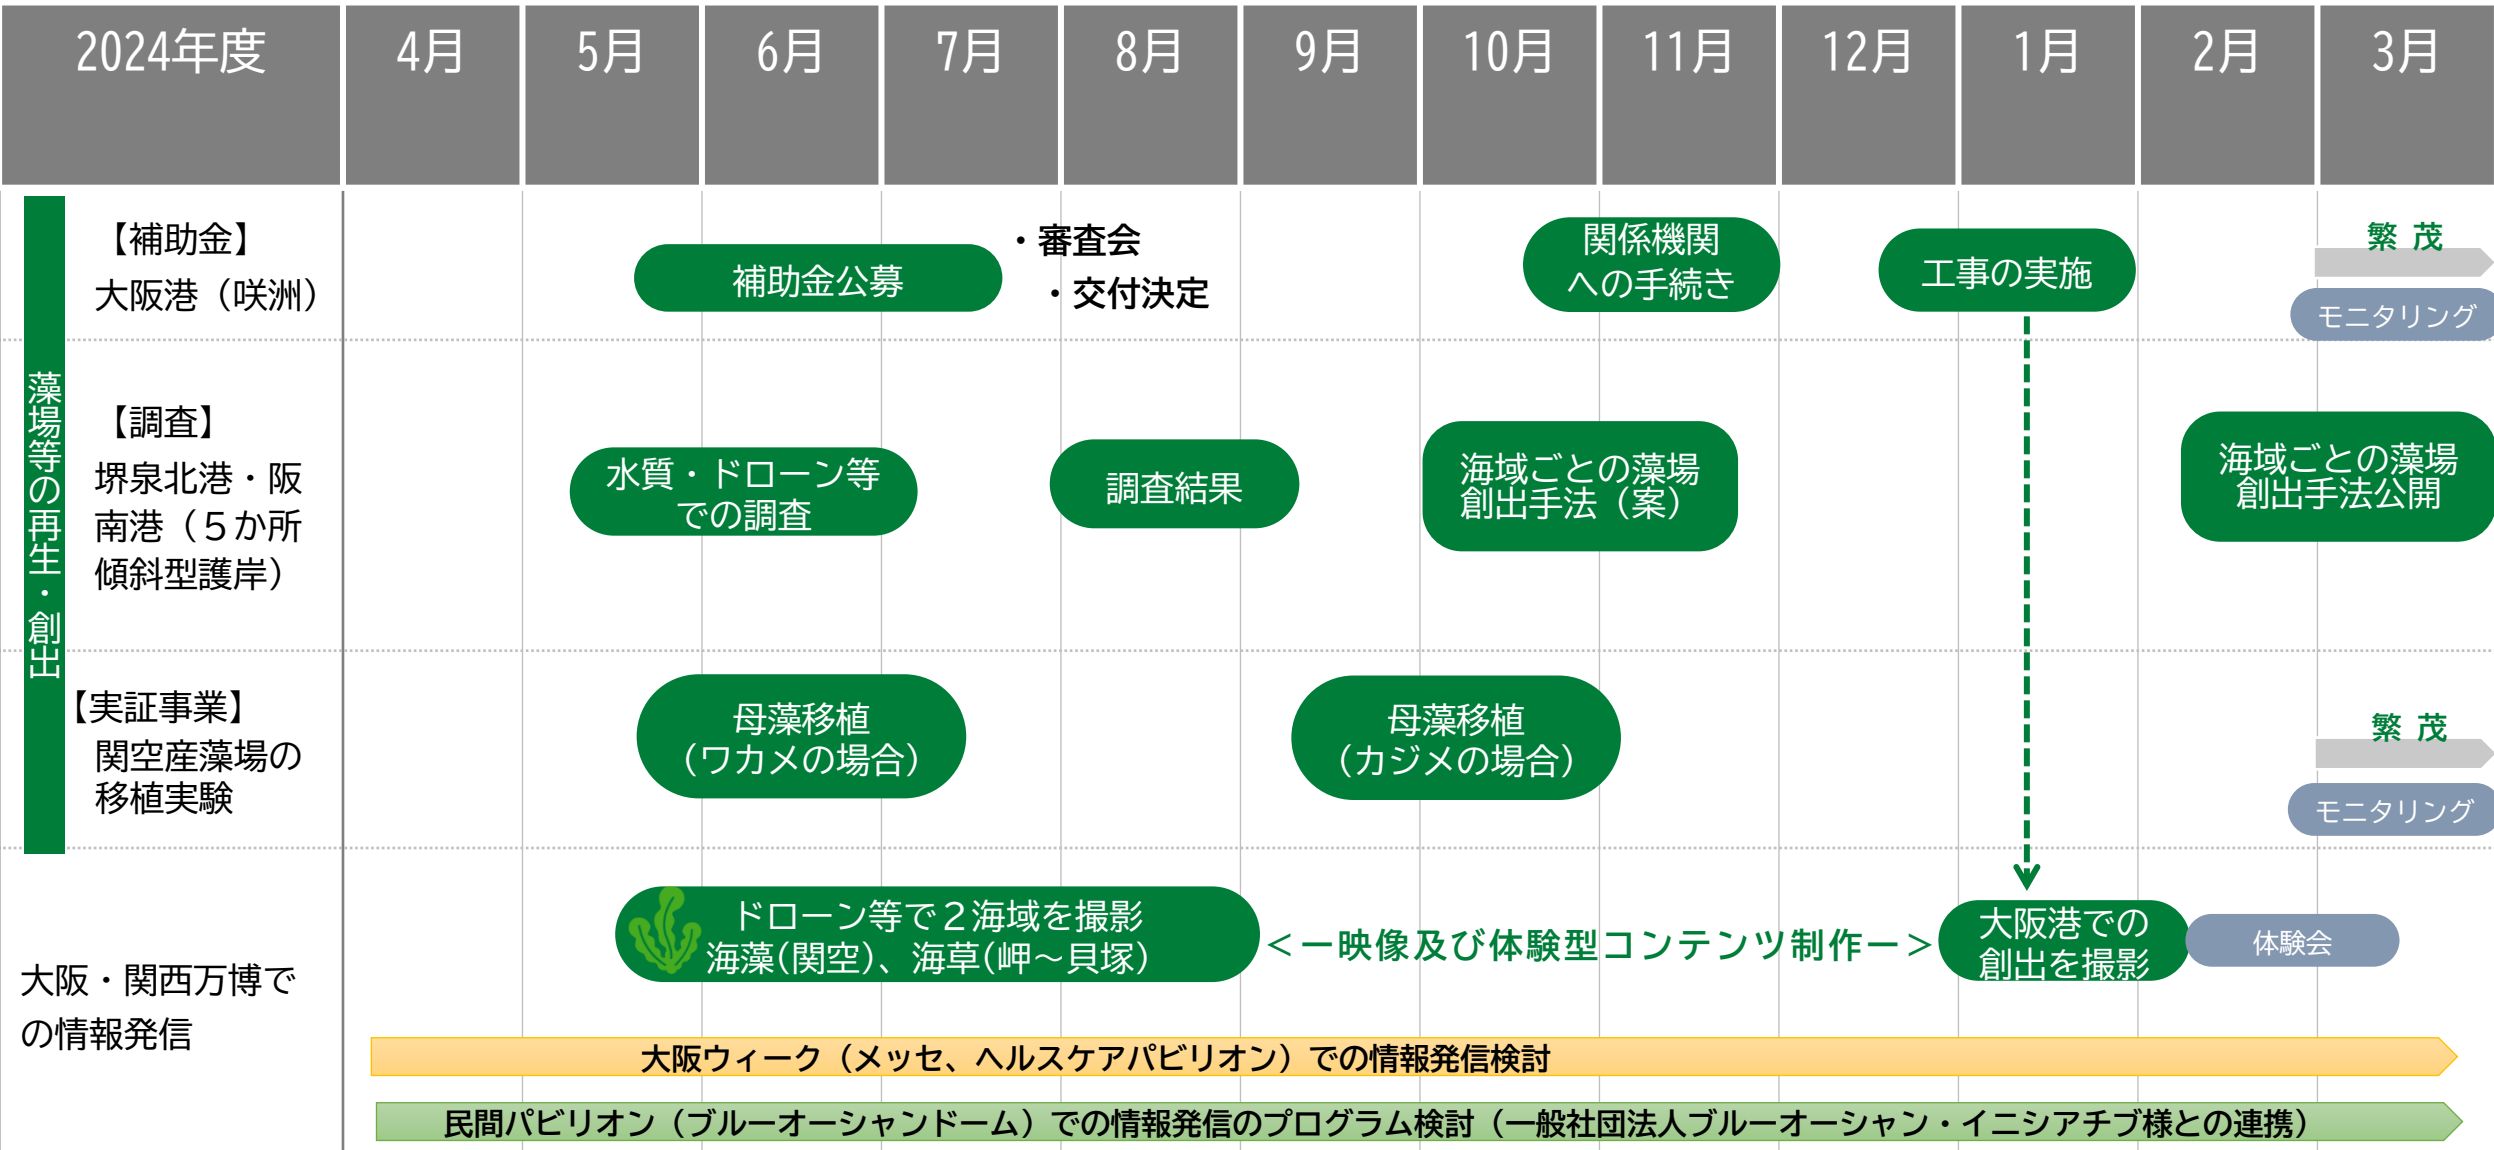 2024年度 4月 5月 6月 7月 8月 9月 10月 11月 12月 1月 2月 3月
藻場等の再生・創出
【補助金】
大阪港（咲洲）
補助金公募
・審査会
・交付決定
関係機関
への手続き
工事の実施
繁 茂
モニタリング
【調査】
堺泉北港・阪
南港（５か所
傾斜型護岸）
水質・ドローン等
での調査
調査結果
海域ごとの藻場
創出手法（案）
海域ごとの藻場
創出手法公開
【実証事業】
関空産藻場の
移植実験
母藻移植
（ワカメの場合）
母藻移植
（カジメの場合）
繁 茂
モニタリング
大阪・関西万博で
の情報発信
ドローン等で２海域を撮影
海藻(関空)、海草(岬～貝塚)
＜ー映像及び体験型コンテンツ制作ー＞
大阪港での
創出を撮影
体験会
大阪ウィーク（メッセ、ヘルスケアパビリオン）での情報発信検討
民間パビリオン（ブルーオーシャンドーム）での情報発信のプログラム検討（一般社団法人ブルーオーシャン・イニシアチブ様との連携）